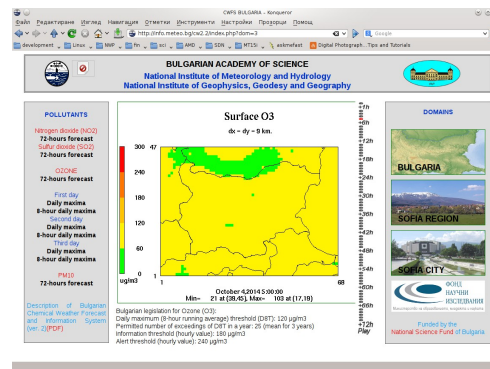 CWFS BULGARIA - Konqueror
Файл Редактиране Изглед Навигация Отметки Инструменти Настройки Прозорци Помощ
http://info.meteo.bg/cw2.2/index.php?dom=3
Google
development
Linux
NWP
fin
sci
AMD
SDN
MT15i
askmefast
Digital Photograph...Tips and Tutorials
BULGARIAN ACADEMY OF SCIENCE
National Institute of Meteorology and Hydrology
National Institute of Geophysics, Geodesy and Geography
POLLUTANTS
Nitrogen dioxide (NO2)
72-hours forecast
Sulfur dioxide (SO2)
72-hours forecast
OZONE
72-hours forecast
First day
Daily maxima
8-hour daily maxima
Second day
Daily maxima
8-hour daily maxima
Third day
Daily maxima
8-hour daily maxima
PM10
72-hours forecast
Description of Bulgarian
Chemical Weather Forecast
and Information System
(ver. 2)(PDF)
Surface O3
dx = dy = 9 km.
300
240
180
120
60
0
ug/m3
47
1
1
69
October 4,2014 5:00:00
Min= 21 at (39,45), Max= 103 at (17,19)
Bulgarian legislation for Ozone (O3):
Daily maximum (8-hour running average) threshold (D8T): 120 µg/m3
Permitted number of exceedings of D8T in a year: 25 (mean for 3 years)
Information threshold (hourly value): 180 µg/m3
Alert threshold (hourly value): 240 µg/m3
+1h
+6h
+12h
+18h
+24h
+30h
+36h
+42h
+48h
+54h
+60h
+66h
+72h
Play
DOMAINS
BULGARIA
SOFIA REGION
SOFIA CITY
ФОНД
НАУЧНИ
ИЗСЛЕДВАНИЯ
Funded by the
National Science Fund of Bulgaria